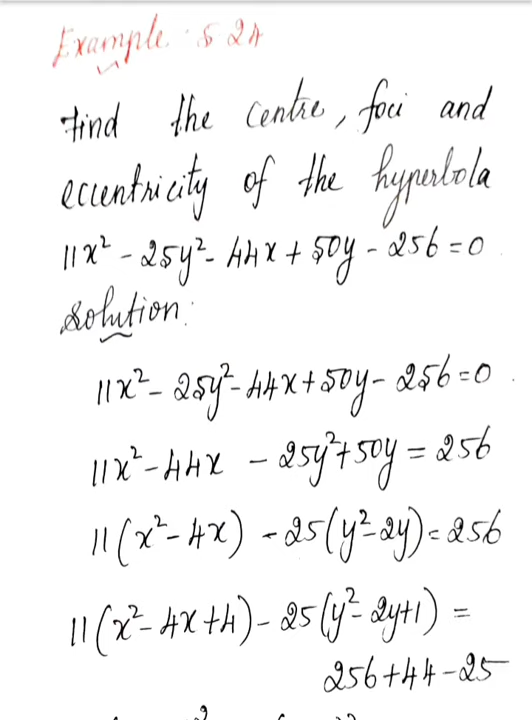 Example 5.24
Find the centre, foci and
eccentricity of the hyperbola
11x² - 25y² - 44x + 50y - 256 = 0
Solution:
11x² - 25y² - 44x + 50y - 256 = 0
11x² - 44x - 25y² + 50y = 256
11(x² - 4x) - 25(y² - 2y) = 256
11(x² - 4x + 4) - 25(y² - 2y + 1) =
256 + 44 - 25